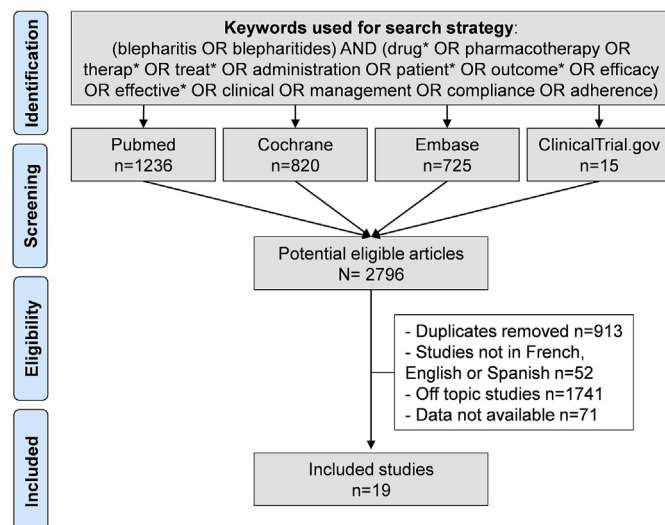 Identification
Keywords used for search strategy:
(blepharitis OR blepharitides) AND (drug* OR pharmacotherapy OR
therap* OR treat* OR administration OR patient* OR outcome* OR efficacy
OR effective* OR clinical OR management OR compliance OR adherence)
Screening
Pubmed
n=1236
Cochrane
n=820
Embase
n=725
ClinicalTrial.gov
n=15
Potential eligible articles
N= 2796
Eligibility
- Duplicates removed n=913
- Studies not in French,
English or Spanish n=52
- Off topic studies n=1741
- Data not available n=71
Included
Included studies
n=19